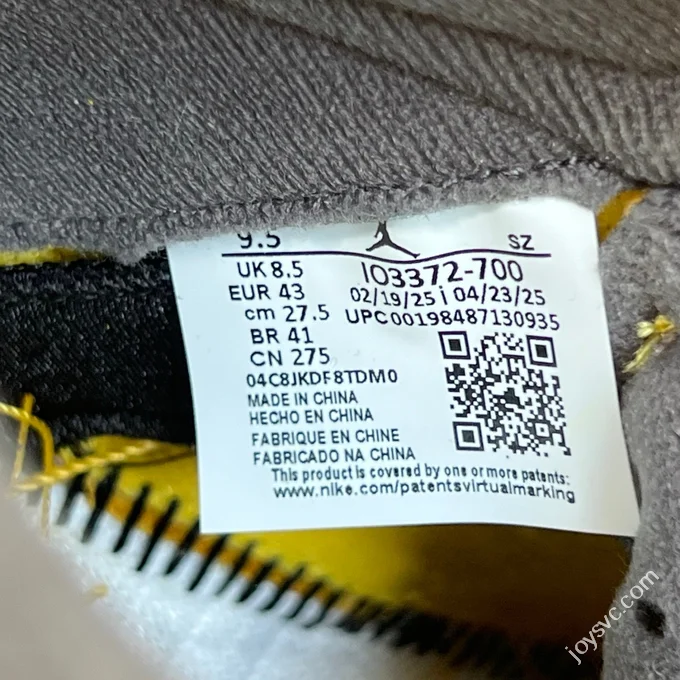 9.5 SZ
UK 8.5 IO3372-700
EUR 43 02/19/25 i 04/23/25
cm 27.5 UPC00198487130935
BR 41
CN 275
04C8JKDF8TDM0
MADE IN CHINA
HECHO EN CHINA
FABRIQUE EN CHINE
FABRICADO NA CHINA
This product is covered by one or more patents:
www.nike.com/patentsvirtualmarking
joysvc.com